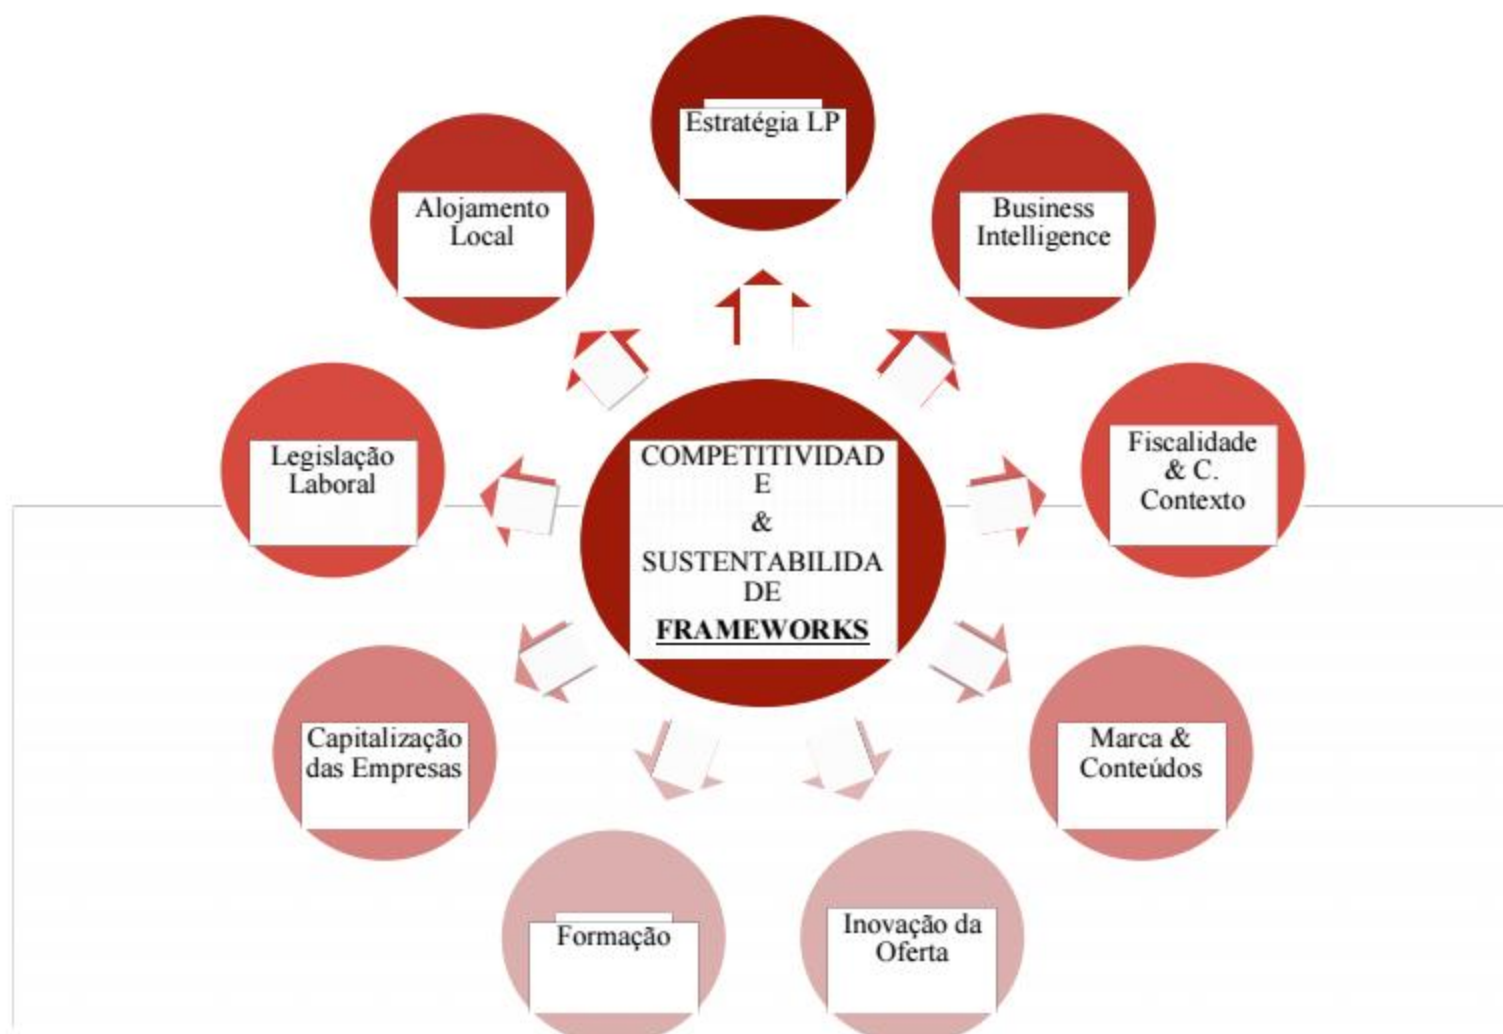 Estratégia LP
Alojamento
Local
Business
Intelligence
Legislação
Laboral
COMPETITIVIDAD
E
&
SUSTENTABILIDA
DE
FRAMEWORKS
Fiscalidade
& C.
Contexto
Capitalização
das Empresas
Marca &
Conteúdos
Formação
Inovação da
Oferta